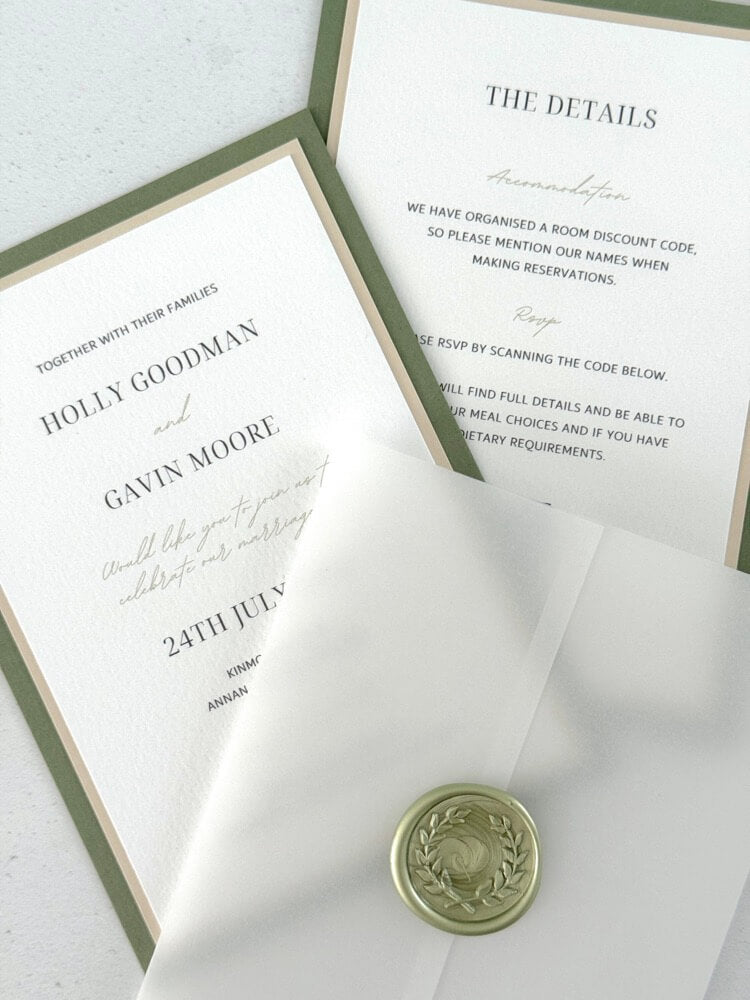 TOGETHER WITH THEIR FAMILIES
HOLLY GOODMAN
and
GAVIN MOORE
Would like you to join us
celebrate our marriage
24TH JULY
ANNAN
THE DETAILS
Accommodation
WE HAVE ORGANISED A ROOM DISCOUNT CODE,
SO PLEASE MENTION OUR NAMES WHEN
MAKING RESERVATIONS.
Rsvp
RSVP BY SCANNING THE CODE BELOW.
WILL FIND FULL DETAILS AND BE ABLE TO
MEAL CHOICES AND IF YOU HAVE
DIETARY REQUIREMENTS.